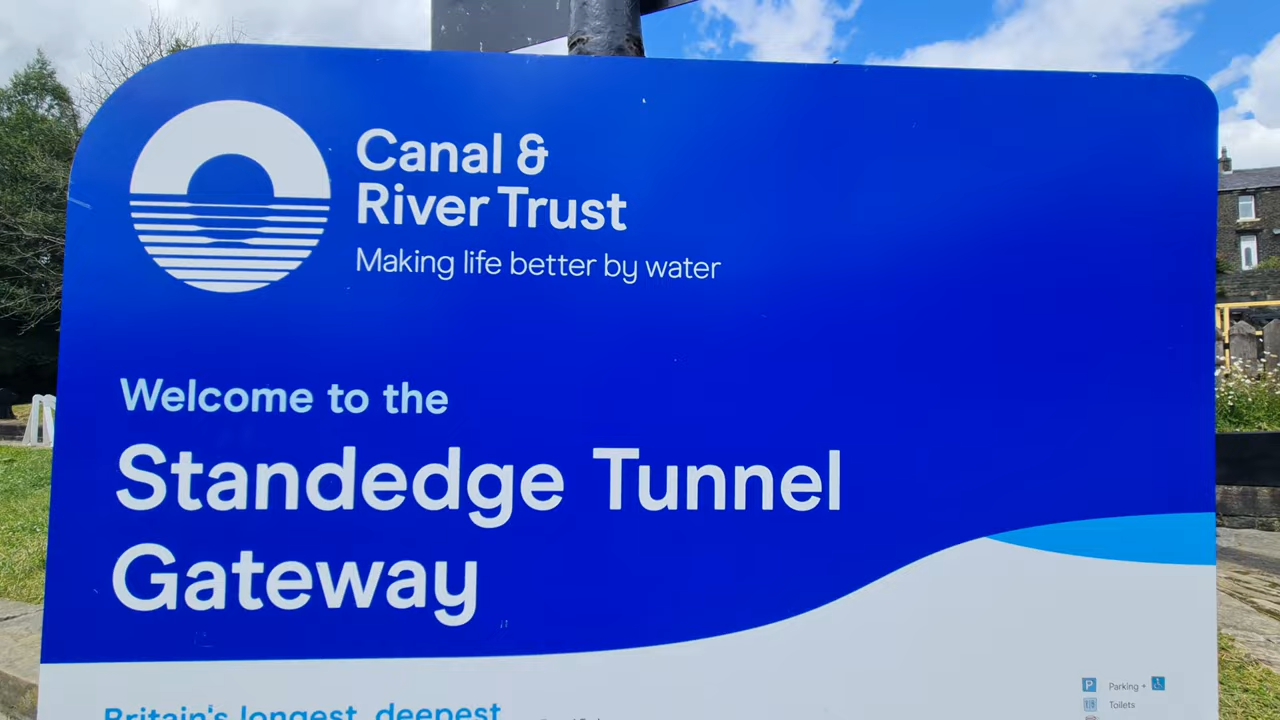 Canal &
River Trust
Making life better by water
Welcome to the
Standedge Tunnel
Gateway
Britain's longest, deepest
P Parking +
Toilets